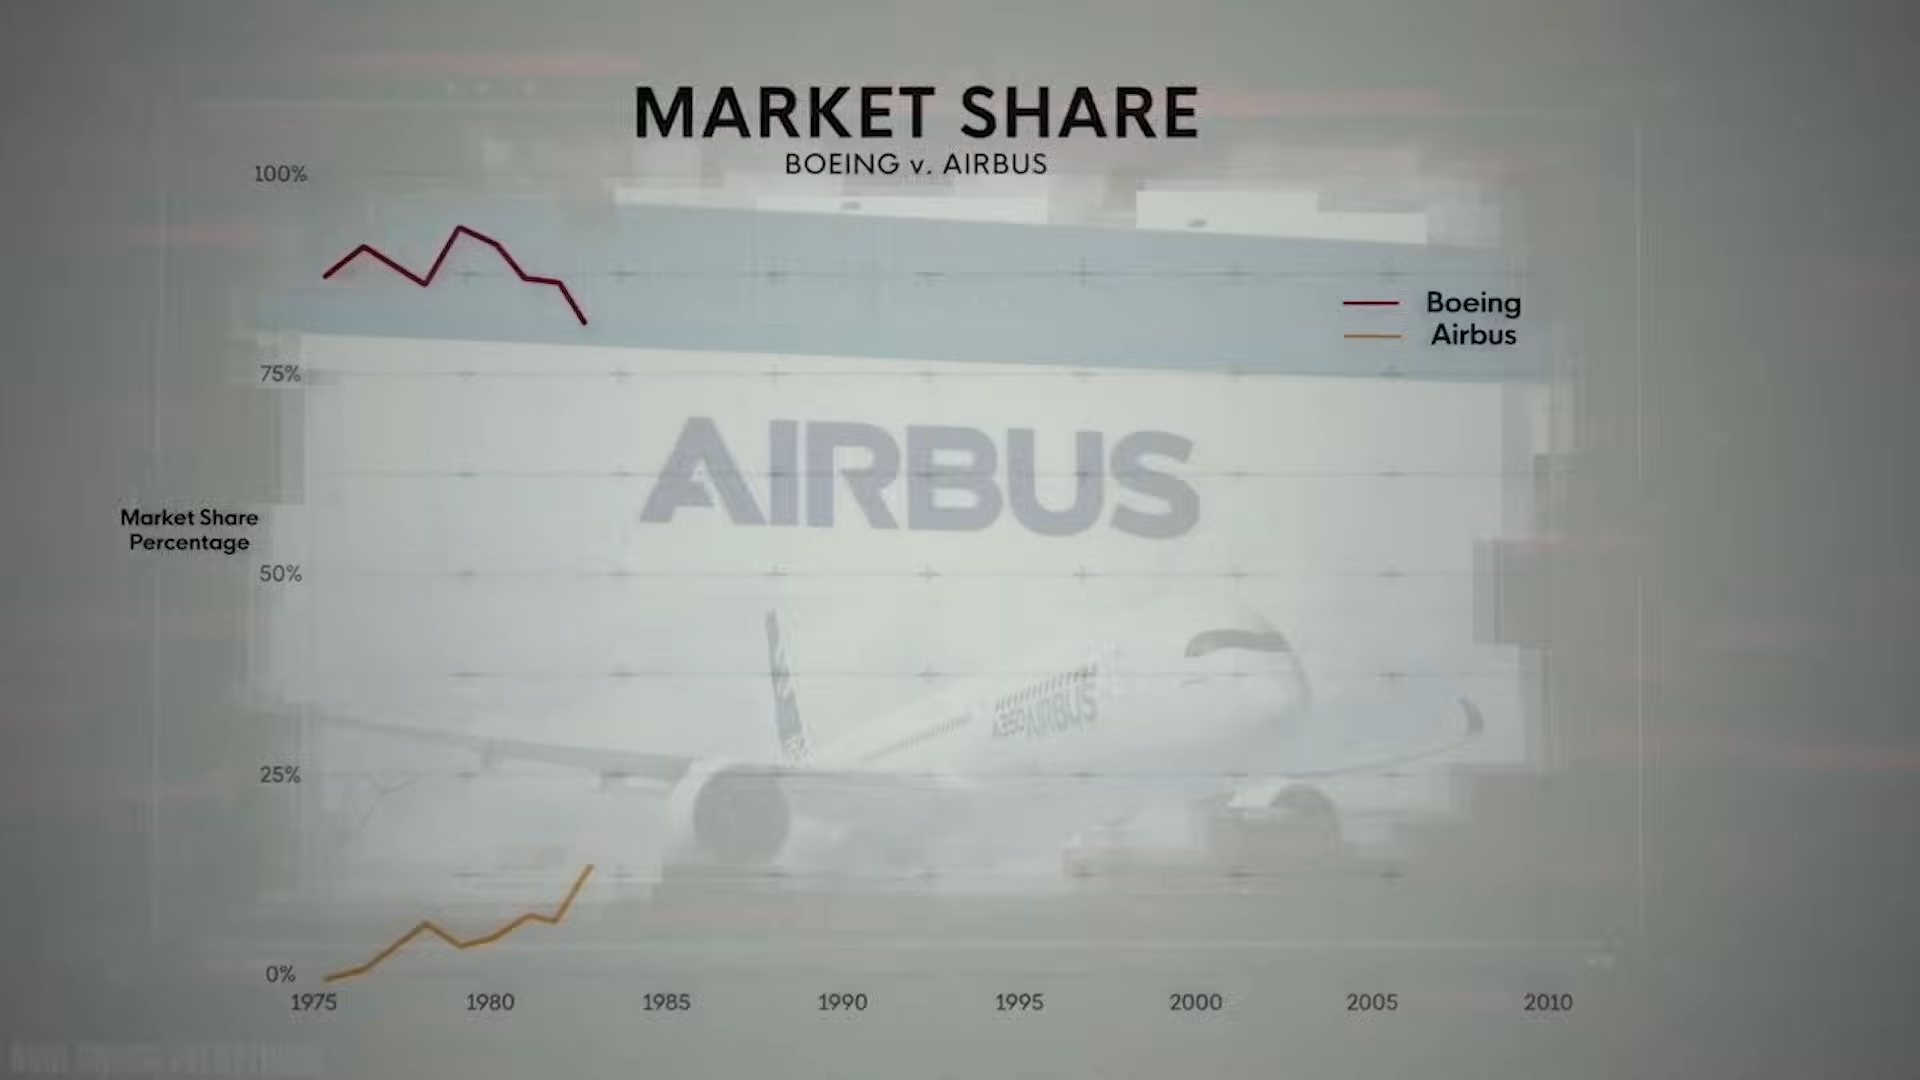 MARKET SHARE
BOEING v. AIRBUS
100%
Boeing
Airbus
75%
AIRBUS
Market Share
Percentage
50%
AIRBUS
25%
0%
1975 1980 1985 1990 1995 2000 2005 2010